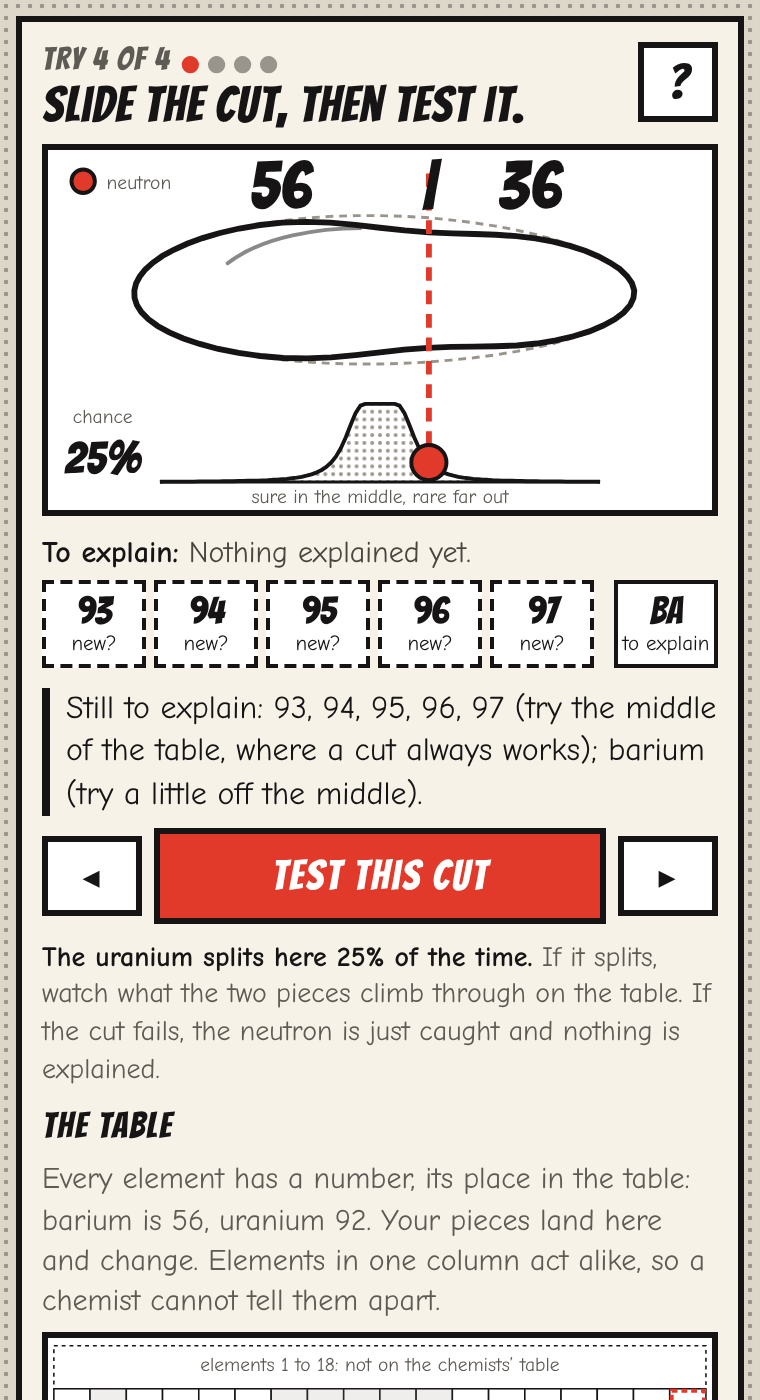 TRY 4 OF 4
SLIDE THE CUT, THEN TEST IT.
?
neutron
56 / 36
chance
25%
sure in the middle, rare far out
To explain: Nothing explained yet.
93 94 95 96 97 BA
new? new? new? new? new? to explain
Still to explain: 93, 94, 95, 96, 97 (try the middle
of the table, where a cut always works); barium
(try a little off the middle).
◄ TEST THIS CUT ►
The uranium splits here 25% of the time. If it splits,
watch what the two pieces climb through on the table. If
the cut fails, the neutron is just caught and nothing is
explained.
THE TABLE
Every element has a number, its place in the table:
barium is 56, uranium 92. Your pieces land here
and change. Elements in one column act alike, so a
chemist cannot tell them apart.
elements 1 to 18: not on the chemists' table